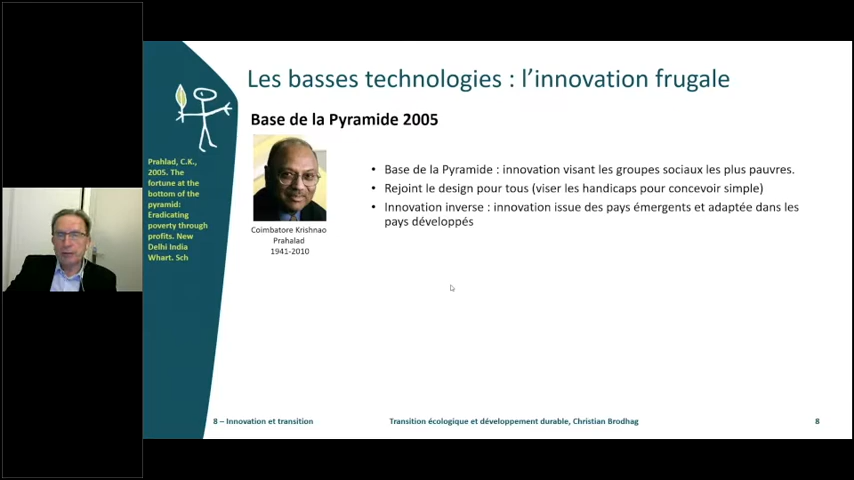 Les basses technologies : l’innovation frugale
Base de la Pyramide 2005
Prahlad, C.K.,
2005. The
fortune at the
bottom of the
pyramid:
Eradicating
poverty through
profits. New
Delhi India
Whart. Sch
Coimbatore Krishnao
Prahalad
1941-2010
• Base de la Pyramide : innovation visant les groupes sociaux les plus pauvres.
• Rejoint le design pour tous (viser les handicaps pour concevoir simple)
• Innovation inverse : innovation issue des pays émergents et adaptée dans les
pays développés
8 – Innovation et transition
Transition écologique et développement durable, Christian Brodhag
8